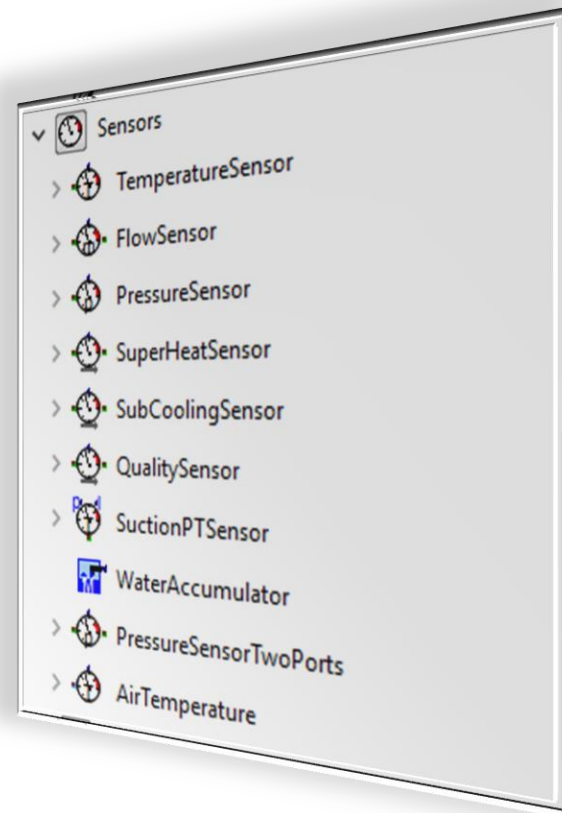 Sensors
TemperatureSensor
FlowSensor
PressureSensor
SuperHeatSensor
SubCoolingSensor
QualitySensor
SuctionPTSensor
WaterAccumulator
PressureSensorTwoPorts
AirTemperature